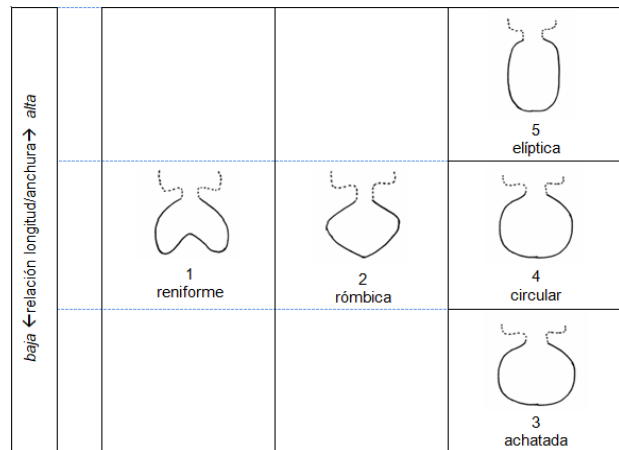 baja ←relación longitud/anchura→ alta
5
elíptica
1
reniforme
2
rómbica
4
circular
3
achatada